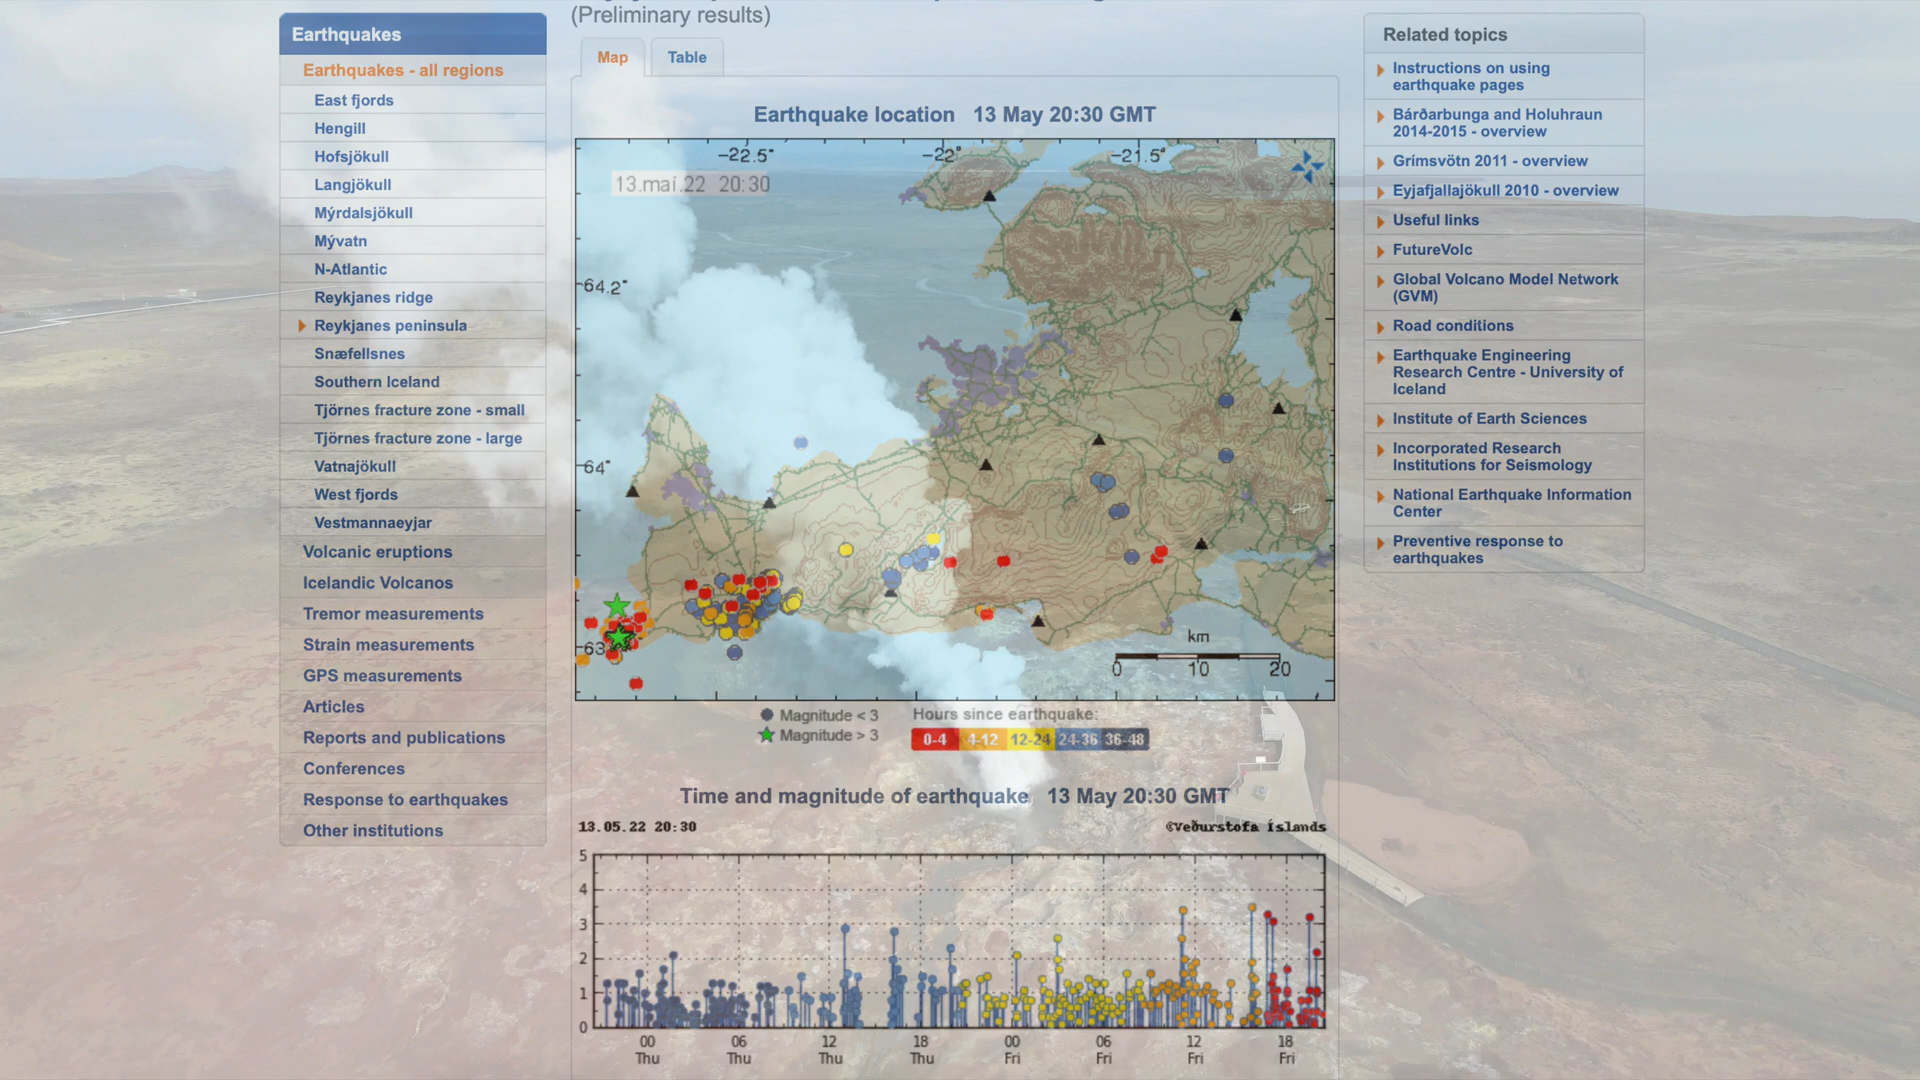 (Preliminary results)
Earthquakes
Earthquakes - all regions
East fjords
Hengill
Hofsjökull
Langjökull
Mýrdalsjökull
Mývatn
N-Atlantic
Reykjanes ridge
Reykjanes peninsula
Snæfellsnes
Southern Iceland
Tjörnes fracture zone - small
Tjörnes fracture zone - large
Vatnajökull
West fjords
Vestmannaeyjar
Volcanic eruptions
Icelandic Volcanos
Tremor measurements
Strain measurements
GPS measurements
Articles
Reports and publications
Conferences
Response to earthquakes
Other institutions
Map
Table
Earthquake location 13 May 20:30 GMT
-22.5° -22° -21.5°
13.maí.22 20:30
64.2°
64°
63
km
0 10 20
Magnitude < 3
Magnitude > 3
Hours since earthquake:
0-4 4-12 12-24 24-36 36-48
Time and magnitude of earthquake 13 May 20:30 GMT
13.05.22 20:30
©Veðurstofa Íslands
5
4
3
2
1
0
00 06 12 18 00 06 12 18
Thu Thu Thu Thu Fri Fri Fri Fri
Related topics
Instructions on using
earthquake pages
Bárðarbunga and Holuhraun
2014-2015 - overview
Grímsvötn 2011 - overview
Eyjafjallajökull 2010 - overview
Useful links
FutureVolc
Global Volcano Model Network
(GVM)
Road conditions
Earthquake Engineering
Research Centre - University of
Iceland
Institute of Earth Sciences
Incorporated Research
Institutions for Seismology
National Earthquake Information
Center
Preventive response to
earthquakes